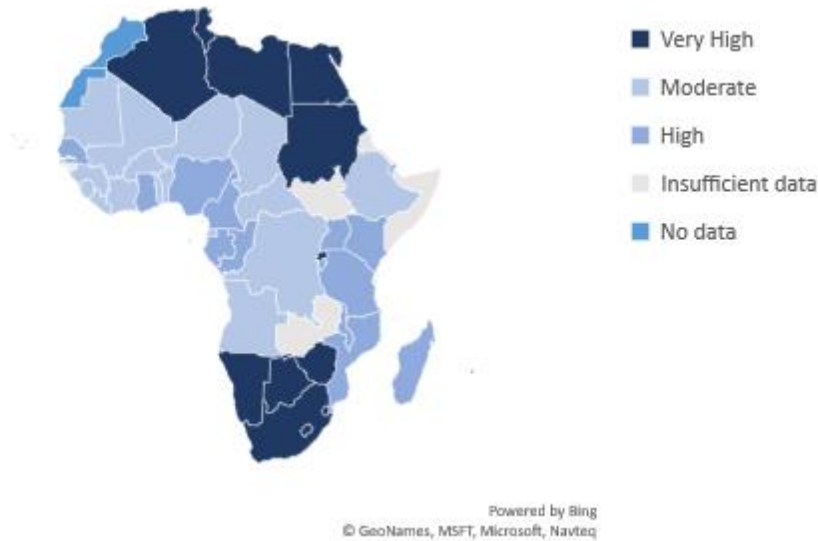 Very High
Moderate
High
Insufficient data
No data
Powered by Bing
© GeoNames, MSFT, Microsoft, Navteq